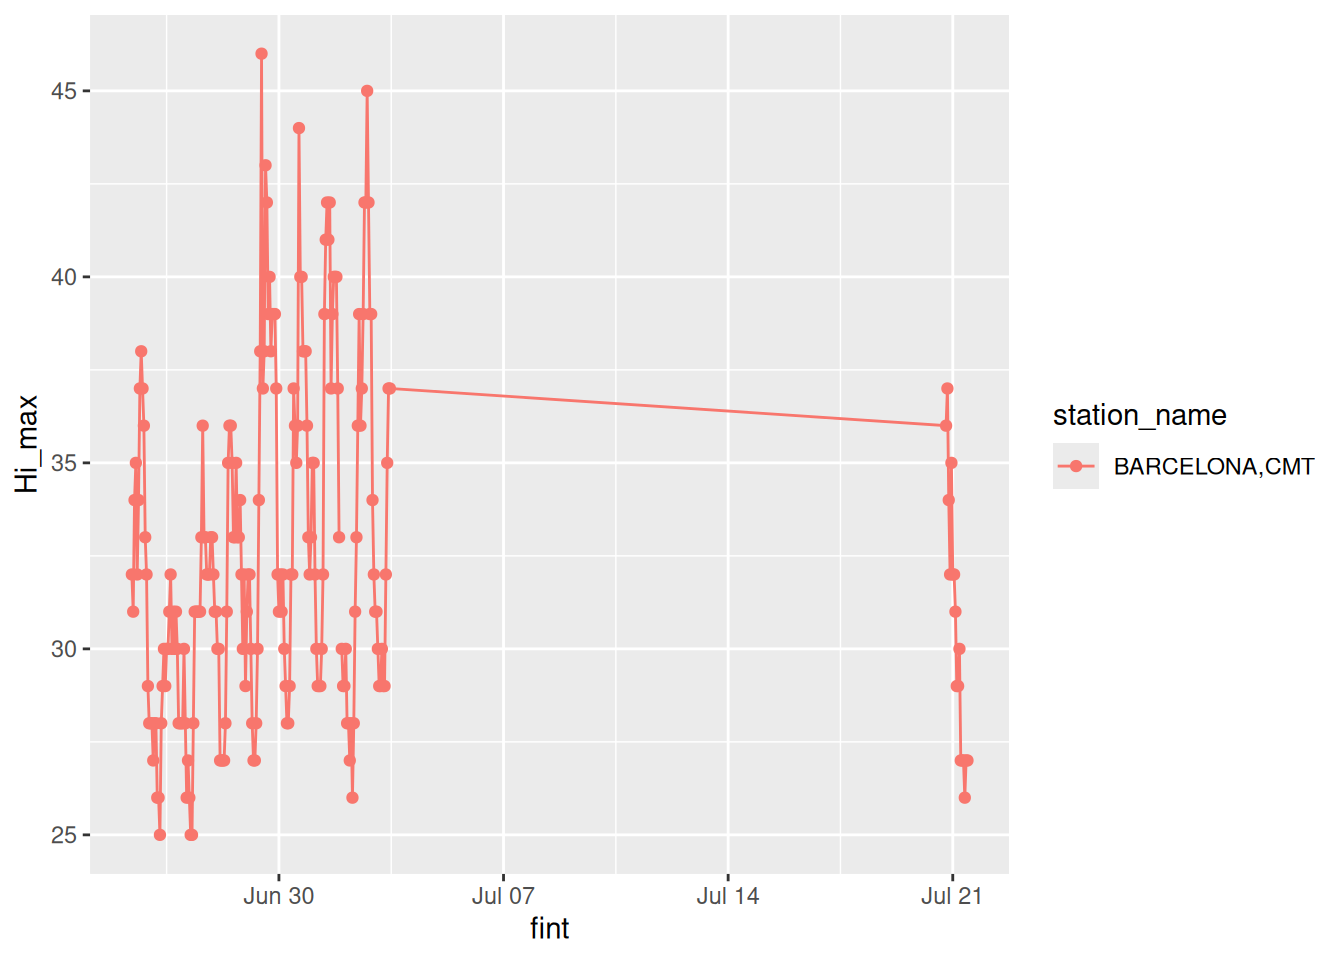 45
40
35
30
25
Hi_max
Jun 30
Jul 07
Jul 14
Jul 21
fint
station_name
BARCELONA,CMT